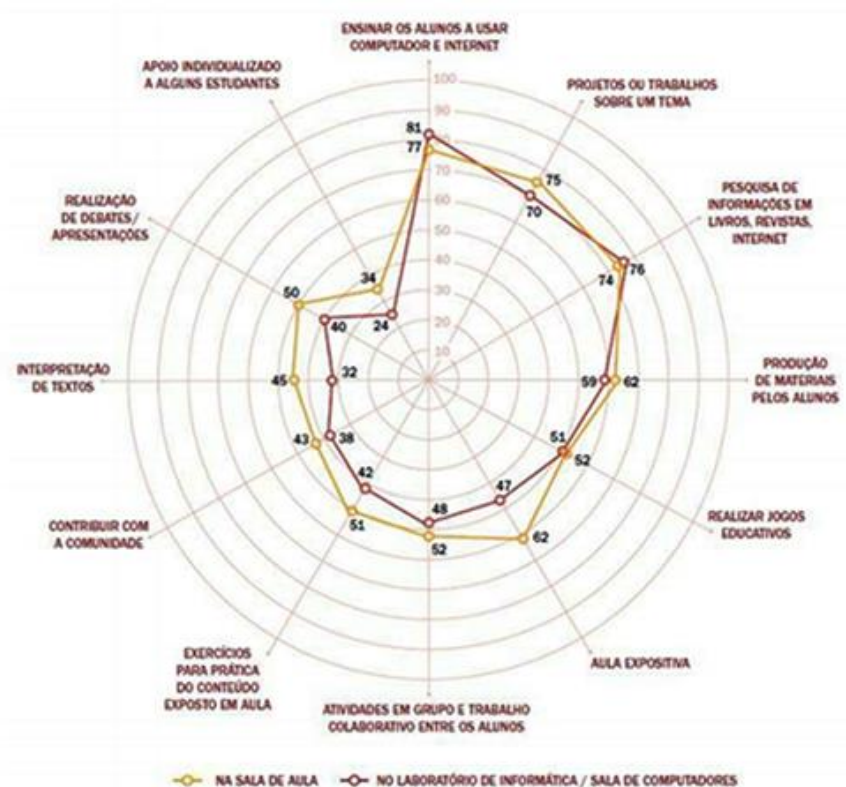 ENSINAR OS ALUNOS A USAR
COMPUTADOR E INTERNET
APOIO INDIVIDUALIZADO
A ALGUNS ESTUDANTES
PROJETOS OU TRABALHOS
SOBRE UM TEMA
100
90
80
70
60
50
40
30
20
10
81
77
75
70
PESQUISA DE
INFORMAÇÕES EM
LIVROS, REVISTAS,
INTERNET
REALIZAÇÃO
DE DEBATES/
APRESENTAÇÕES
76
74
34
24
50
40
INTERPRETAÇÃO
DE TEXTOS
45
32
59
62
PRODUÇÃO
DE MATERIAIS
PELOS ALUNOS
43
38
51
52
CONTRIBUIR COM
A COMUNIDADE
REALIZAR JOGOS
EDUCATIVOS
42
51
48
52
47
62
EXERCÍCIOS
PARA PRÁTICA
DO CONTEÚDO
EXPOSTO EM AULA
AULA EXPOSITIVA
ATIVIDADES EM GRUPO E TRABALHO
COLABORATIVO ENTRE OS ALUNOS
NA SALA DE AULA
NO LABORATÓRIO DE INFORMÁTICA / SALA DE COMPUTADORES